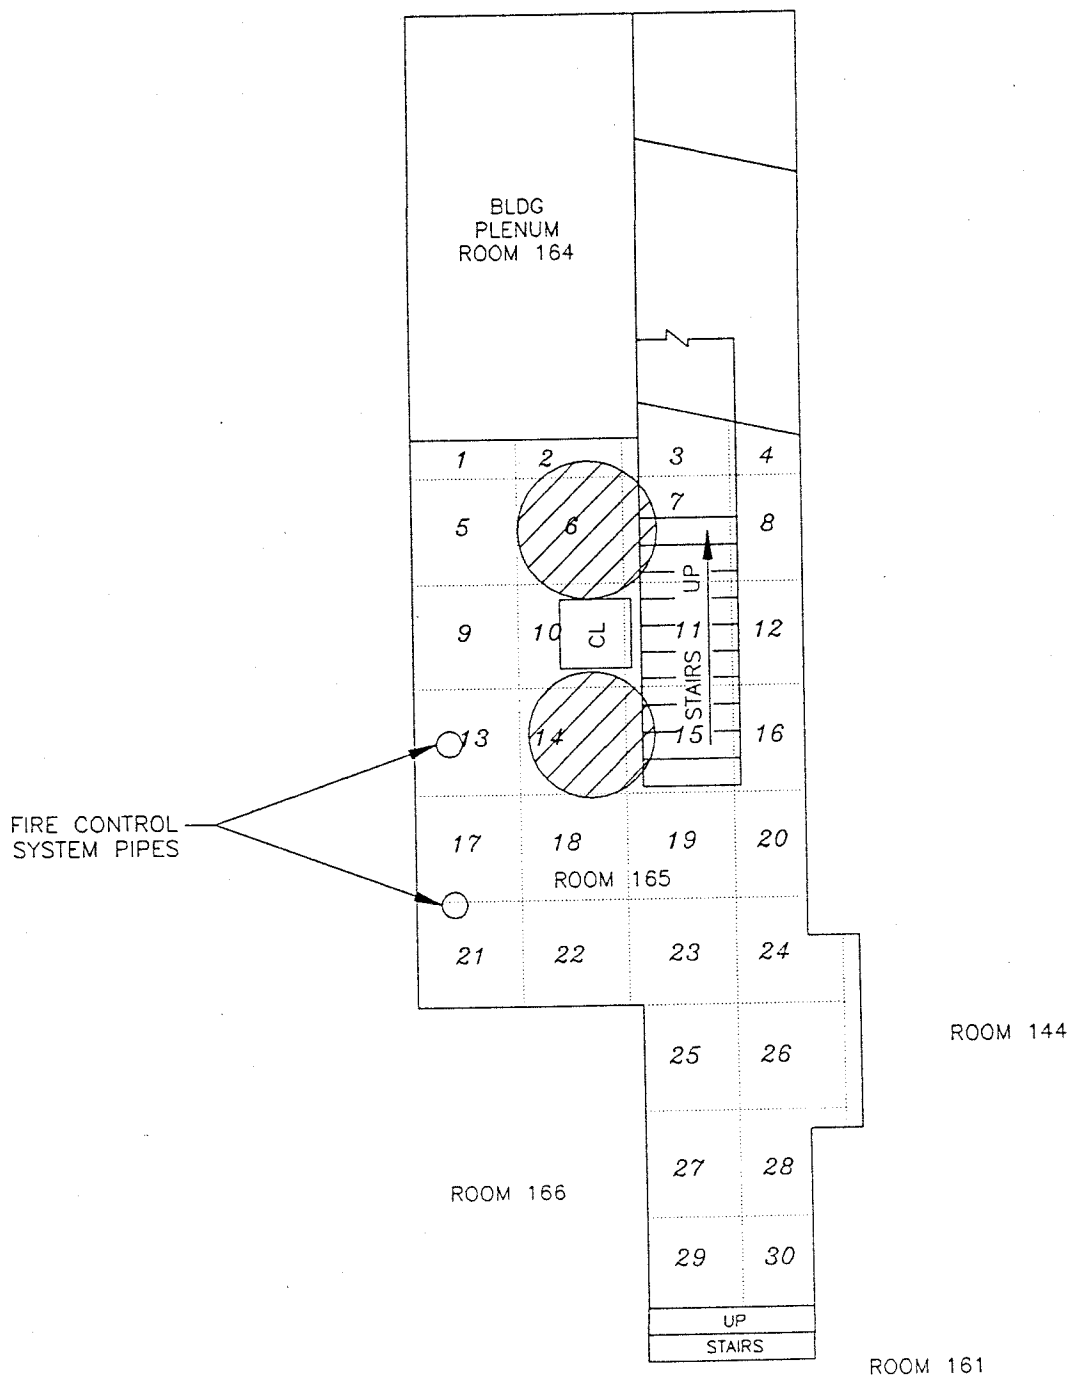 BLDG
PLENUM
ROOM 164
1 2 3 4
5 6 7 8
UP
9 10 CL 11 12
STAIRS
13 14 15 16
FIRE CONTROL
SYSTEM PIPES
17 18 19 20
ROOM 165
21 22 23 24
25 26
ROOM 144
27 28
ROOM 166
29 30
UP
STAIRS
ROOM 161